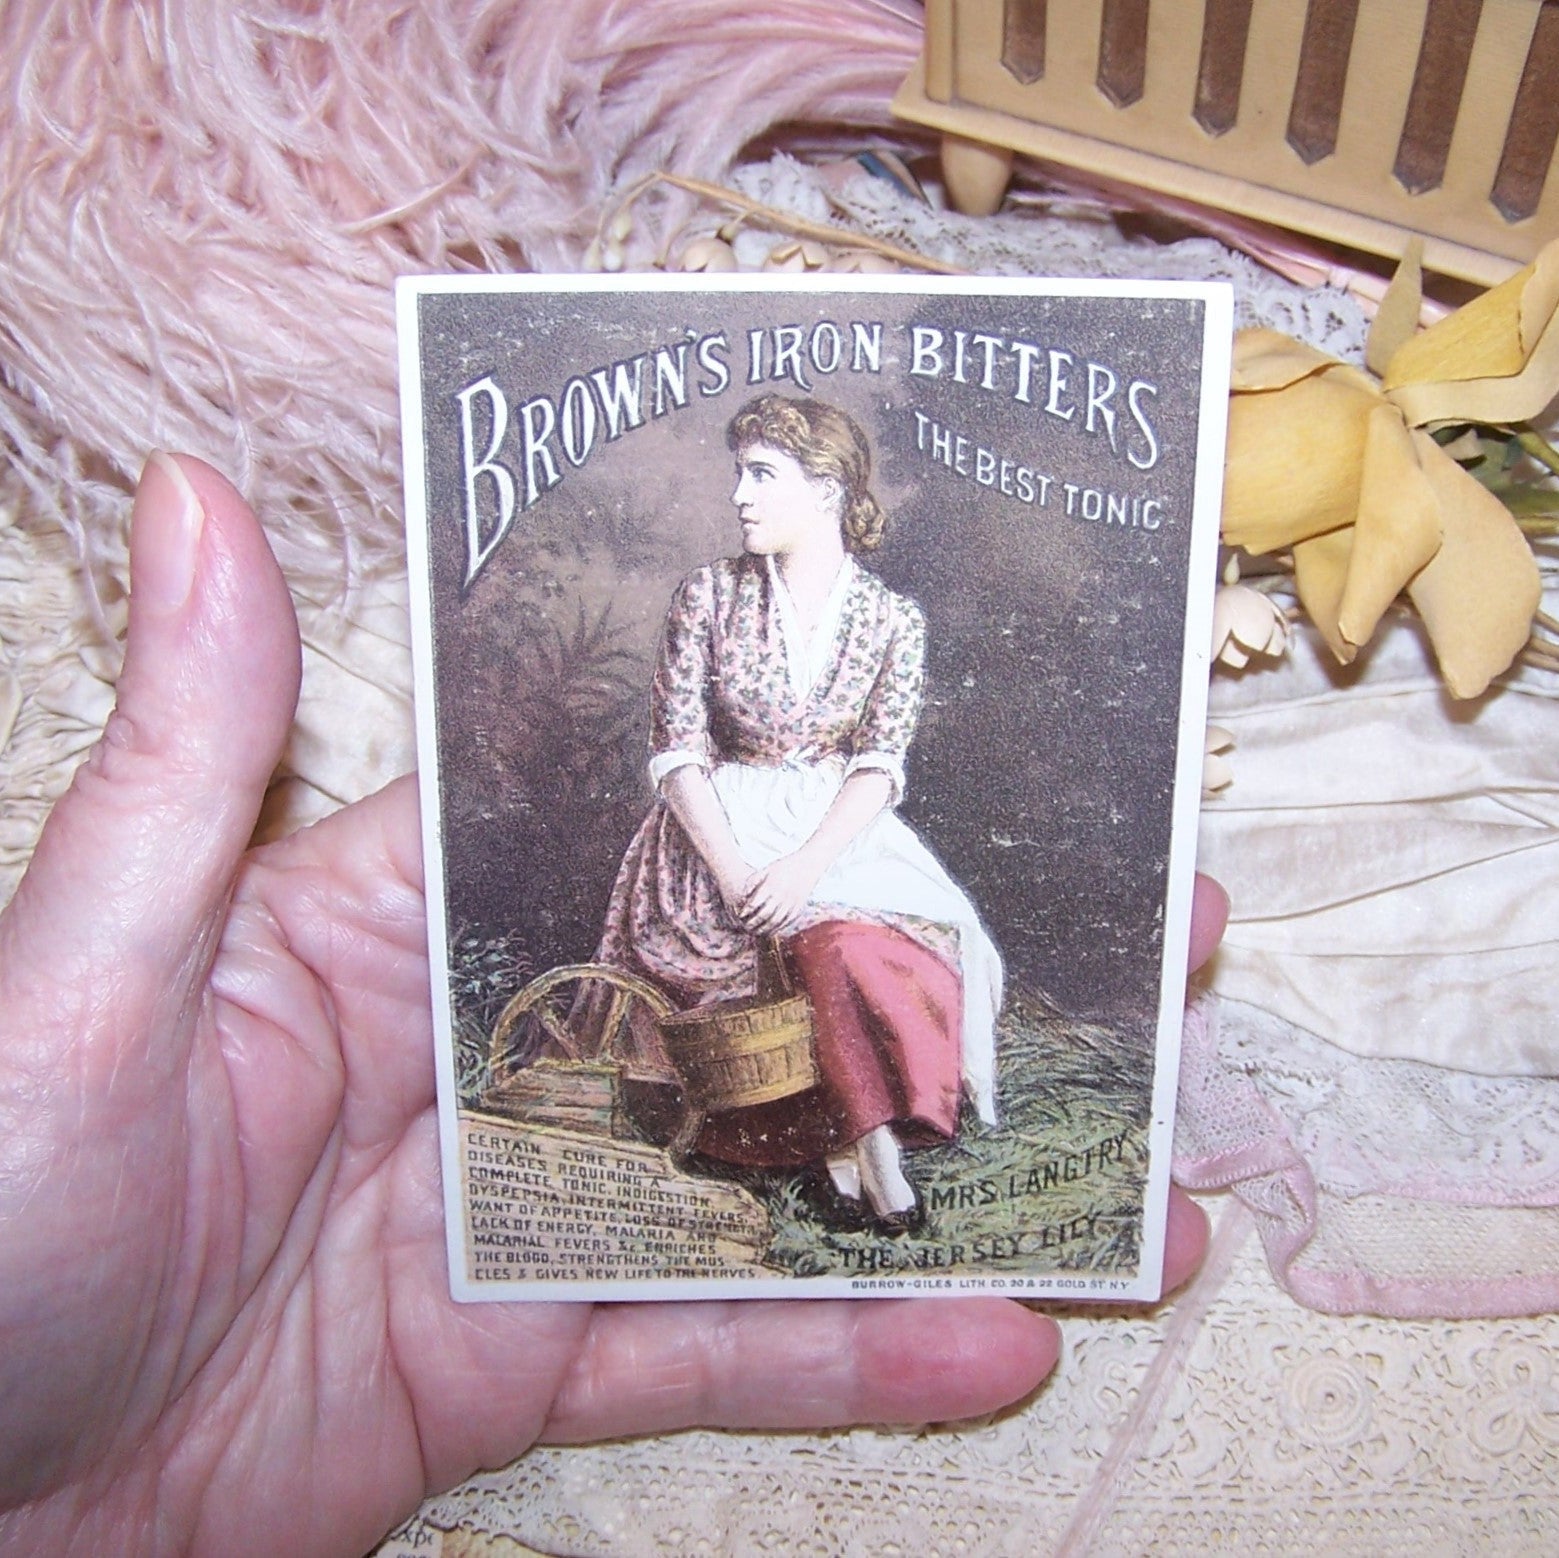 BROWN'S IRON BITTERS
THE BEST TONIC
CERTAIN CURE FOR
DISEASES REQUIRING A
COMPLETE TONIC. INDIGESTION
DYSPEPSIA, INTERMITTENT FEVERS,
WANT OF APPETITE, LOSS OF STRENGTH,
LACK OF ENERGY, MALARIA AND
MALARIAL FEVERS &c ENRICHES
THE BLOOD, STRENGTHENS THE MUS-
CLES & GIVES NEW LIFE TO THE NERVES
MRS. LANGTRY
THE JERSEY LILY
BURROW-GILES LITH. CO. 20 & 22 GOLD ST. N.Y.